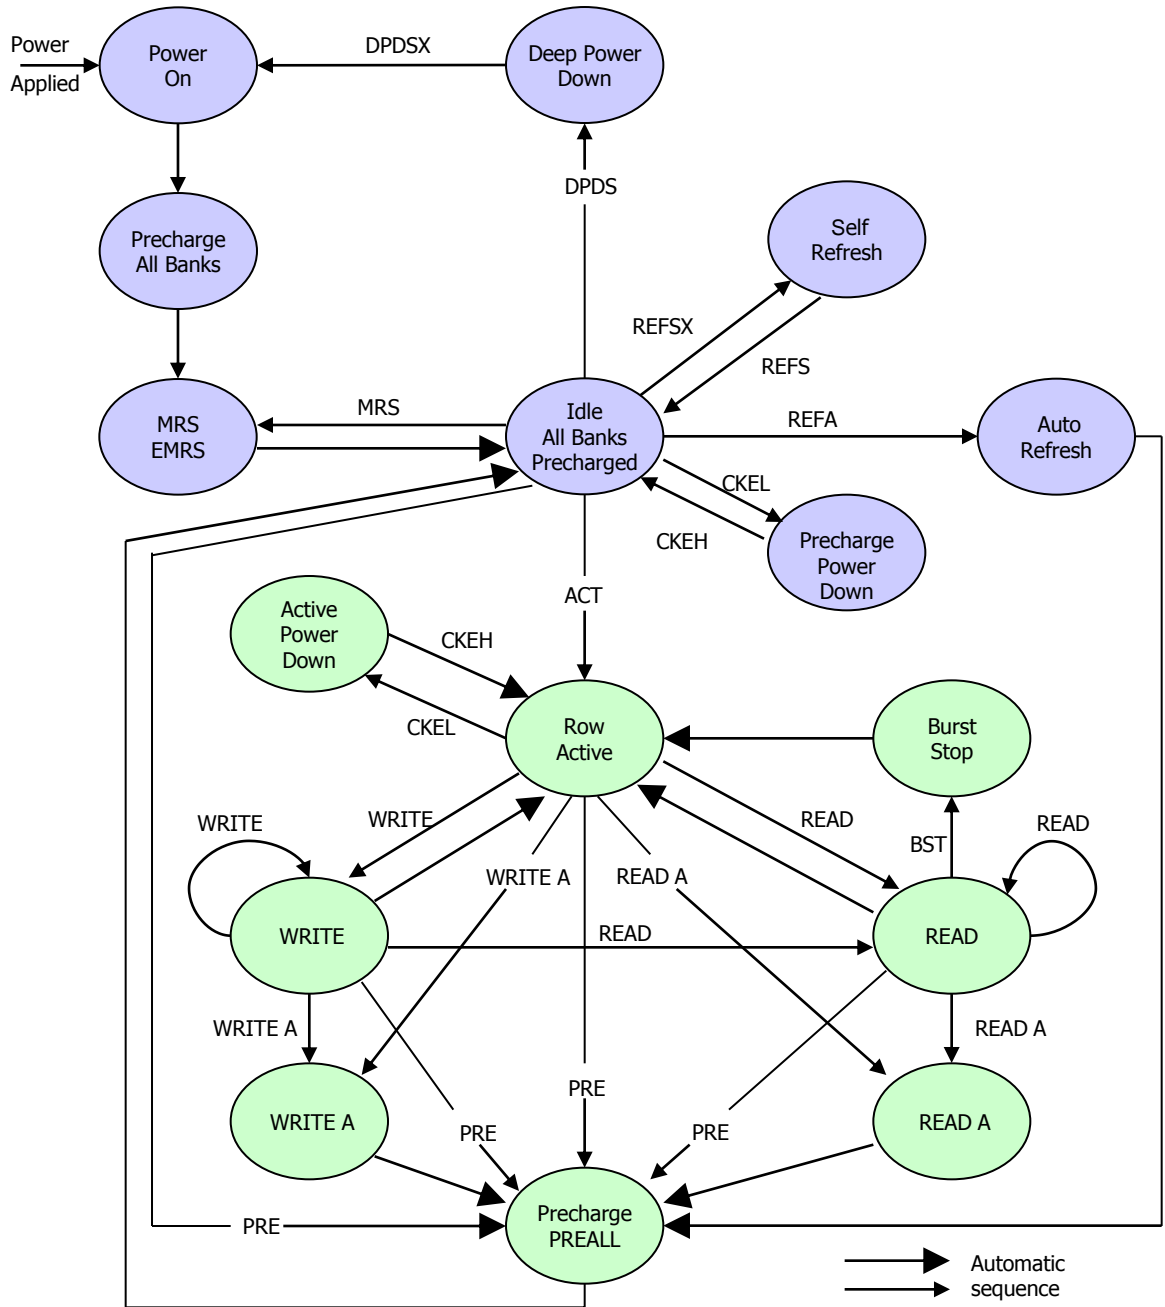 Power
Applied
Power
On
DPDSX
Deep Power
Down
DPDS
Precharge
All Banks
Self
Refresh
REFSX
REFS
MRS
EMRS
MRS
Idle
All Banks
Precharged
REFA
Auto
Refresh
CKEL
CKEH
Precharge
Power
Down
ACT
Active
Power
Down
CKEH
CKEL
Row
Active
Burst
Stop
WRITE
WRITE
READ
BST
READ
WRITE A
READ A
WRITE
READ
READ
WRITE A
READ A
PRE
WRITE A
PRE
PRE
READ A
PRE
Precharge
PREALL
Automatic
sequence